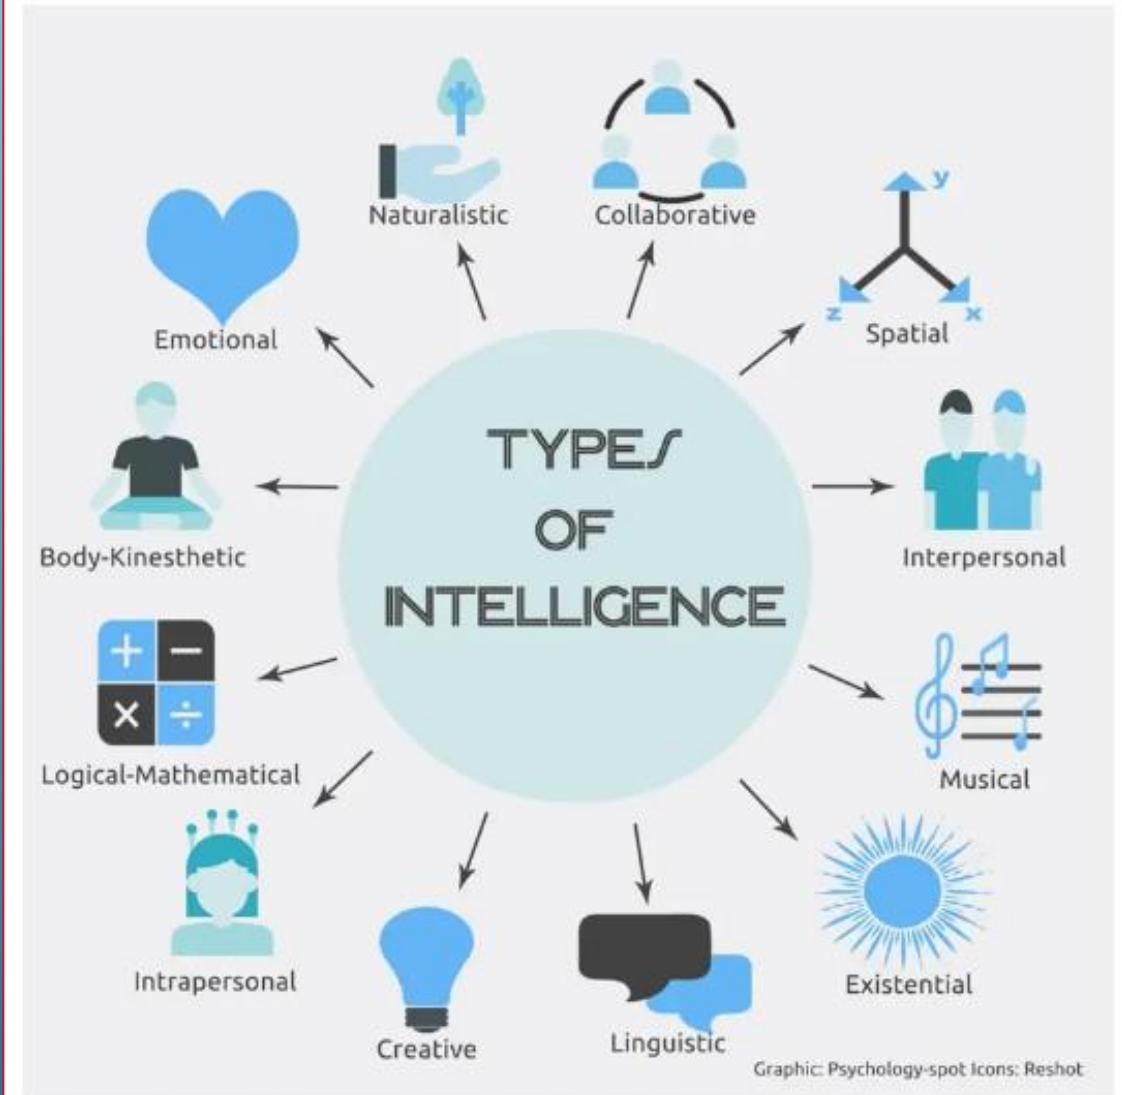 TYPES
OF
INTELLIGENCE
Naturalistic
Collaborative
y
z
x
Spatial
Interpersonal
Musical
Existential
Linguistic
Creative
Intrapersonal
+ −
× ÷
Logical-Mathematical
Body-Kinesthetic
Emotional
Graphic: Psychology-spot Icons: Reshot